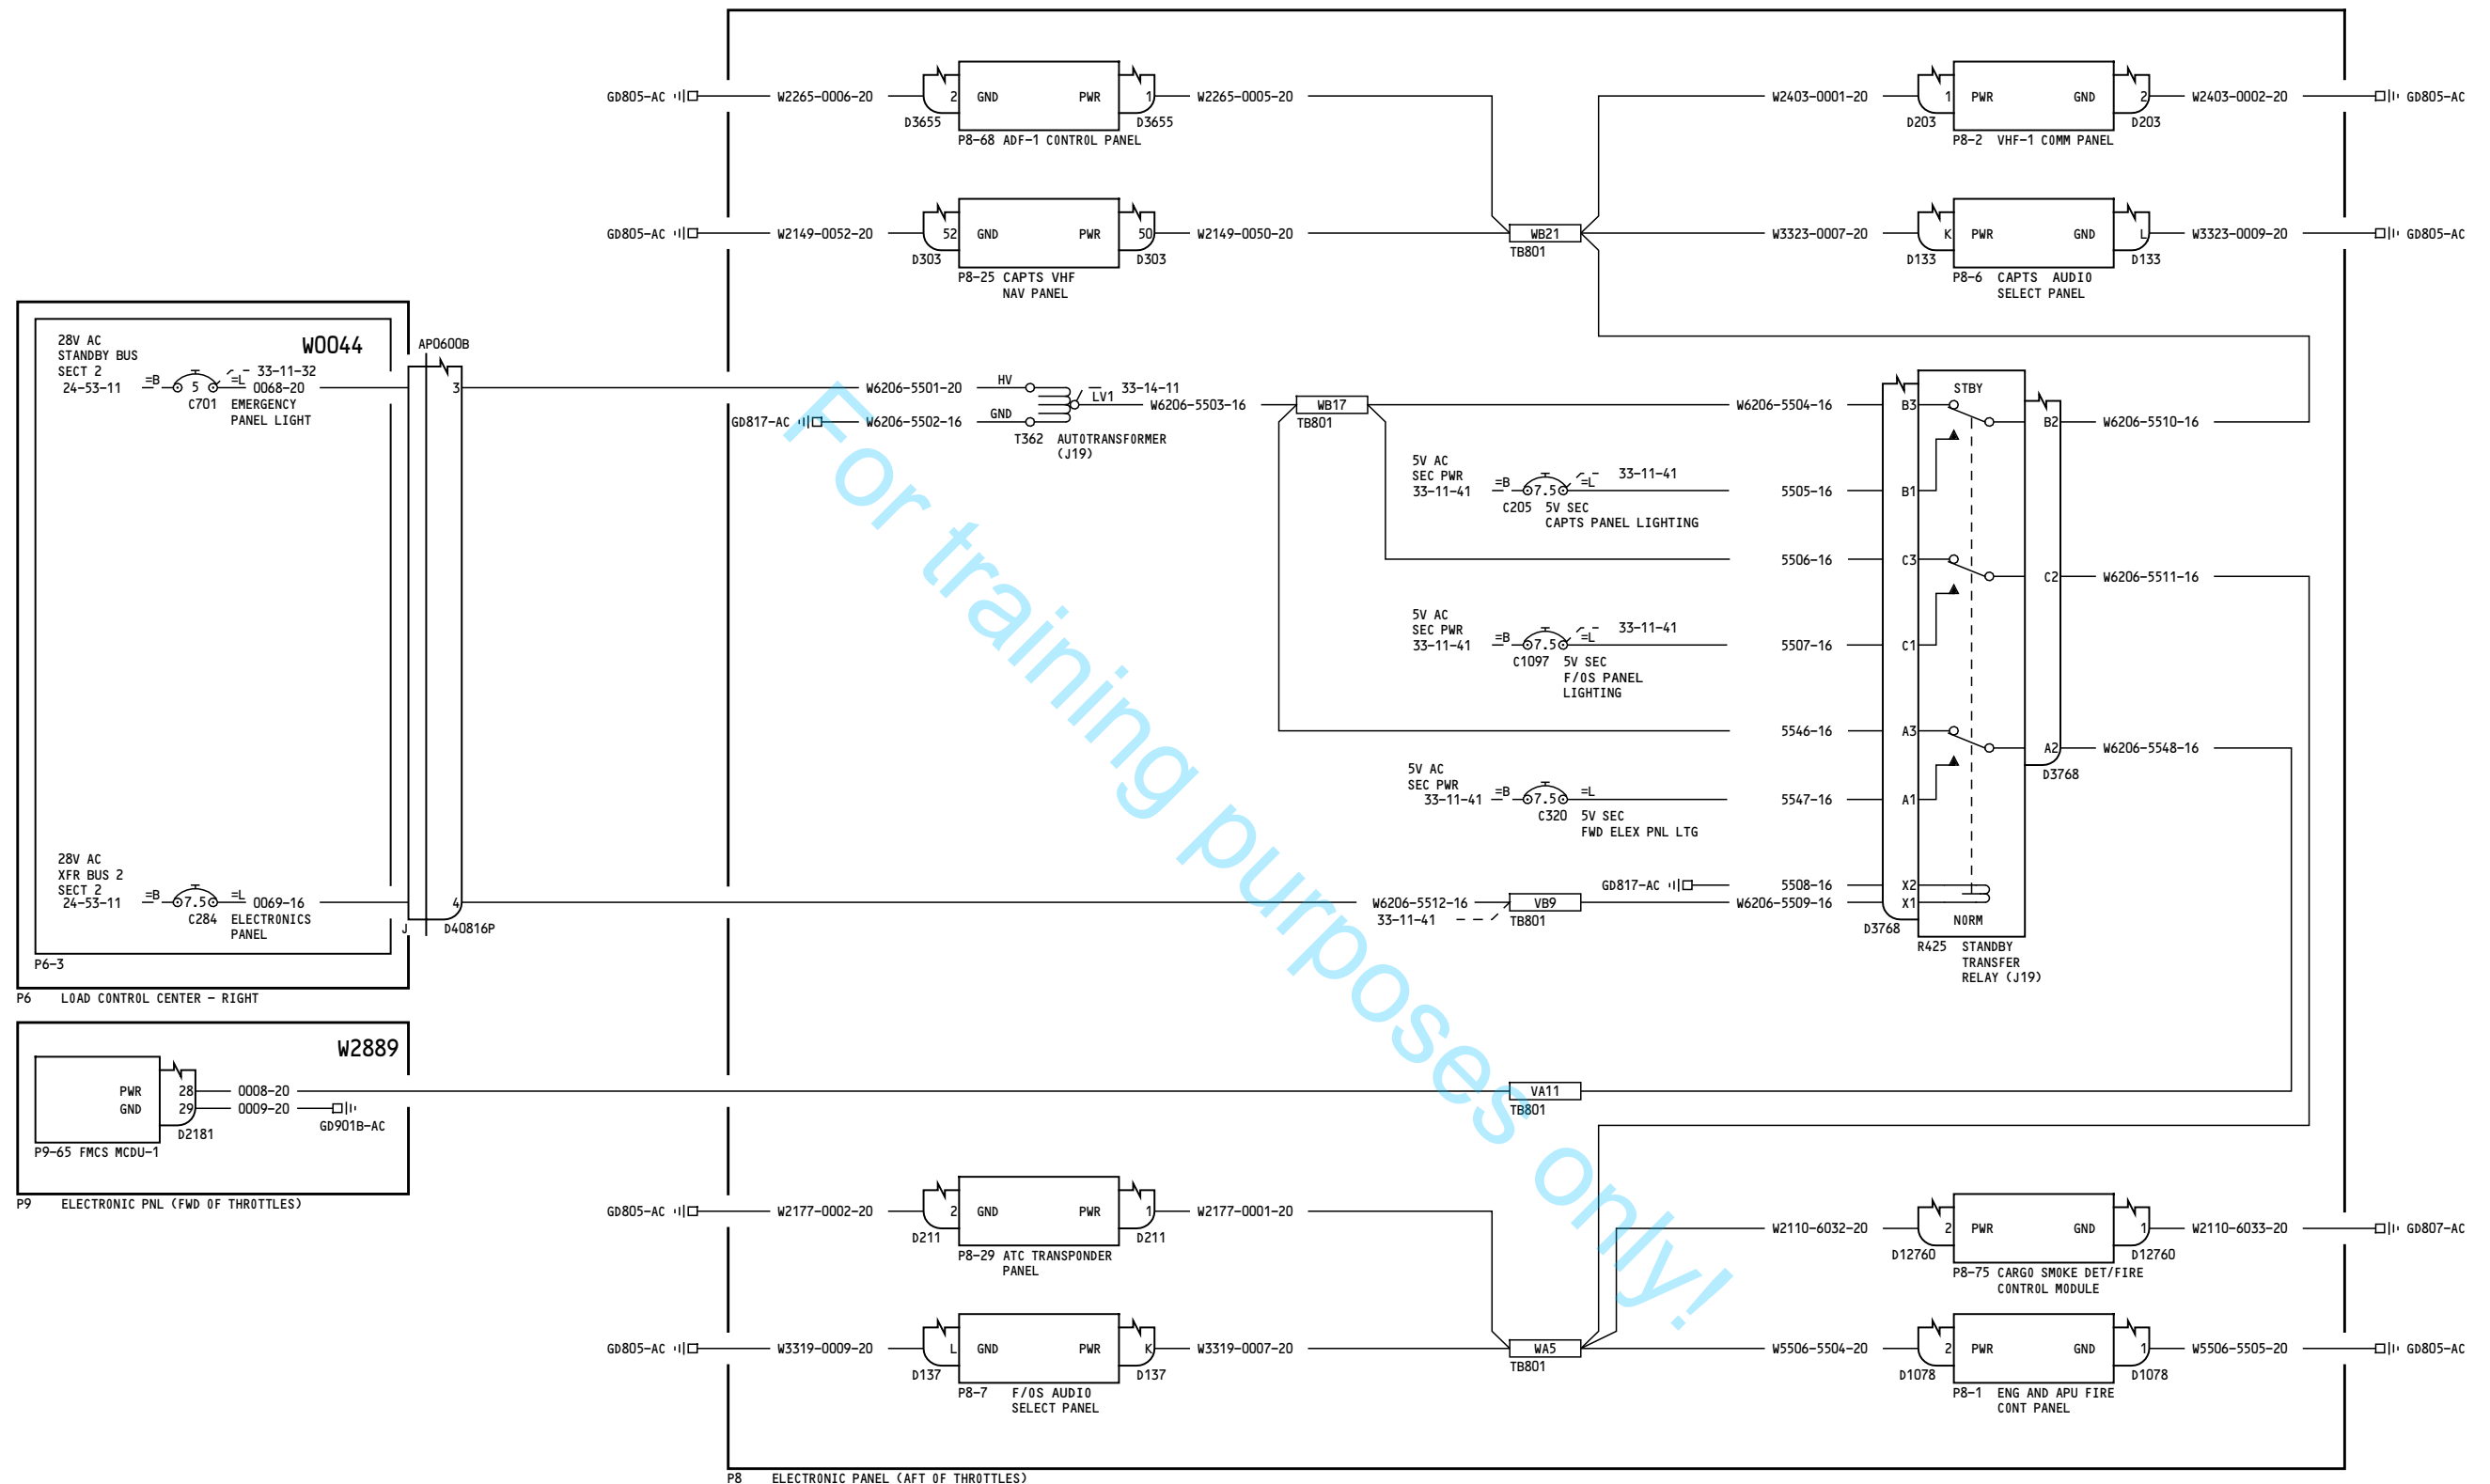 GD805-AC W2265-0006-20 2 GND PWR 1 W2265-0005-20 W2403-0001-20 1 PWR GND 2 W2403-0002-20 GD805-AC
D3655 D3655 D203 D203
P8-68 ADF-1 CONTROL PANEL P8-2 VHF-1 COMM PANEL
GD805-AC W2149-0052-20 52 GND PWR 50 W2149-0050-20 WB21 W3323-0007-20 K PWR GND L W3323-0009-20 GD805-AC
D303 D303 TB801 D133 D133
P8-25 CAPTS VHF P8-6 CAPTS AUDIO
NAV PANEL SELECT PANEL
28V AC W0044 AP0600B
STANDBY BUS
SECT 2 33-11-32
24-53-11 =B 5 =L 0068-20 3 W6206-5501-20 HV 33-14-11 STBY
C701 EMERGENCY LV1 W6206-5503-16 WB17 W6206-5504-16 B3
PANEL LIGHT GD817-AC W6206-5502-16 GND TB801 B2 W6206-5510-16
T362 AUTOTRANSFORMER
(J19)
5V AC
SEC PWR 33-11-41
33-11-41 =B 7.5 =L 5505-16 B1
C205 5V SEC
CAPTS PANEL LIGHTING
5506-16 C3
C2 W6206-5511-16
5V AC
SEC PWR 33-11-41
33-11-41 =B 7.5 =L 5507-16 C1
C1097 5V SEC
F/OS PANEL
LIGHTING
5546-16 A3
A2 W6206-5548-16
D3768
5V AC
SEC PWR
33-11-41 =B 7.5 =L 5547-16 A1
C320 5V SEC
FWD ELEX PNL LTG
28V AC
XFR BUS 2
SECT 2 GD817-AC 5508-16 X2
24-53-11 =B 7.5 =L 0069-16 4 W6206-5512-16 VB9 W6206-5509-16 X1
C284 ELECTRONICS 33-11-41 TB801 NORM
PANEL J D40816P D3768
R425 STANDBY
TRANSFER
RELAY (J19)
P6-3
P6 LOAD CONTROL CENTER - RIGHT
W2889
PWR 28 0008-20 VA11
GND 29 0009-20 TB801
GD901B-AC
D2181
P9-65 FMCS MCDU-1
P9 ELECTRONIC PNL (FWD OF THROTTLES)
GD805-AC W2177-0002-20 2 GND PWR 1 W2177-0001-20
D211 D211
P8-29 ATC TRANSPONDER
PANEL
W2110-6032-20 2 PWR GND 1 W2110-6033-20 GD807-AC
D12760 D12760
P8-75 CARGO SMOKE DET/FIRE
CONTROL MODULE
GD805-AC W3319-0009-20 L GND PWR K W3319-0007-20 WA5 W5506-5504-20 2 PWR GND 1 W5506-5505-20 GD805-AC
D137 D137 TB801 D1078 D1078
P8-7 F/OS AUDIO P8-1 ENG AND APU FIRE
SELECT PANEL CONT PANEL
P8 ELECTRONIC PANEL (AFT OF THROTTLES)
For training purposes only!